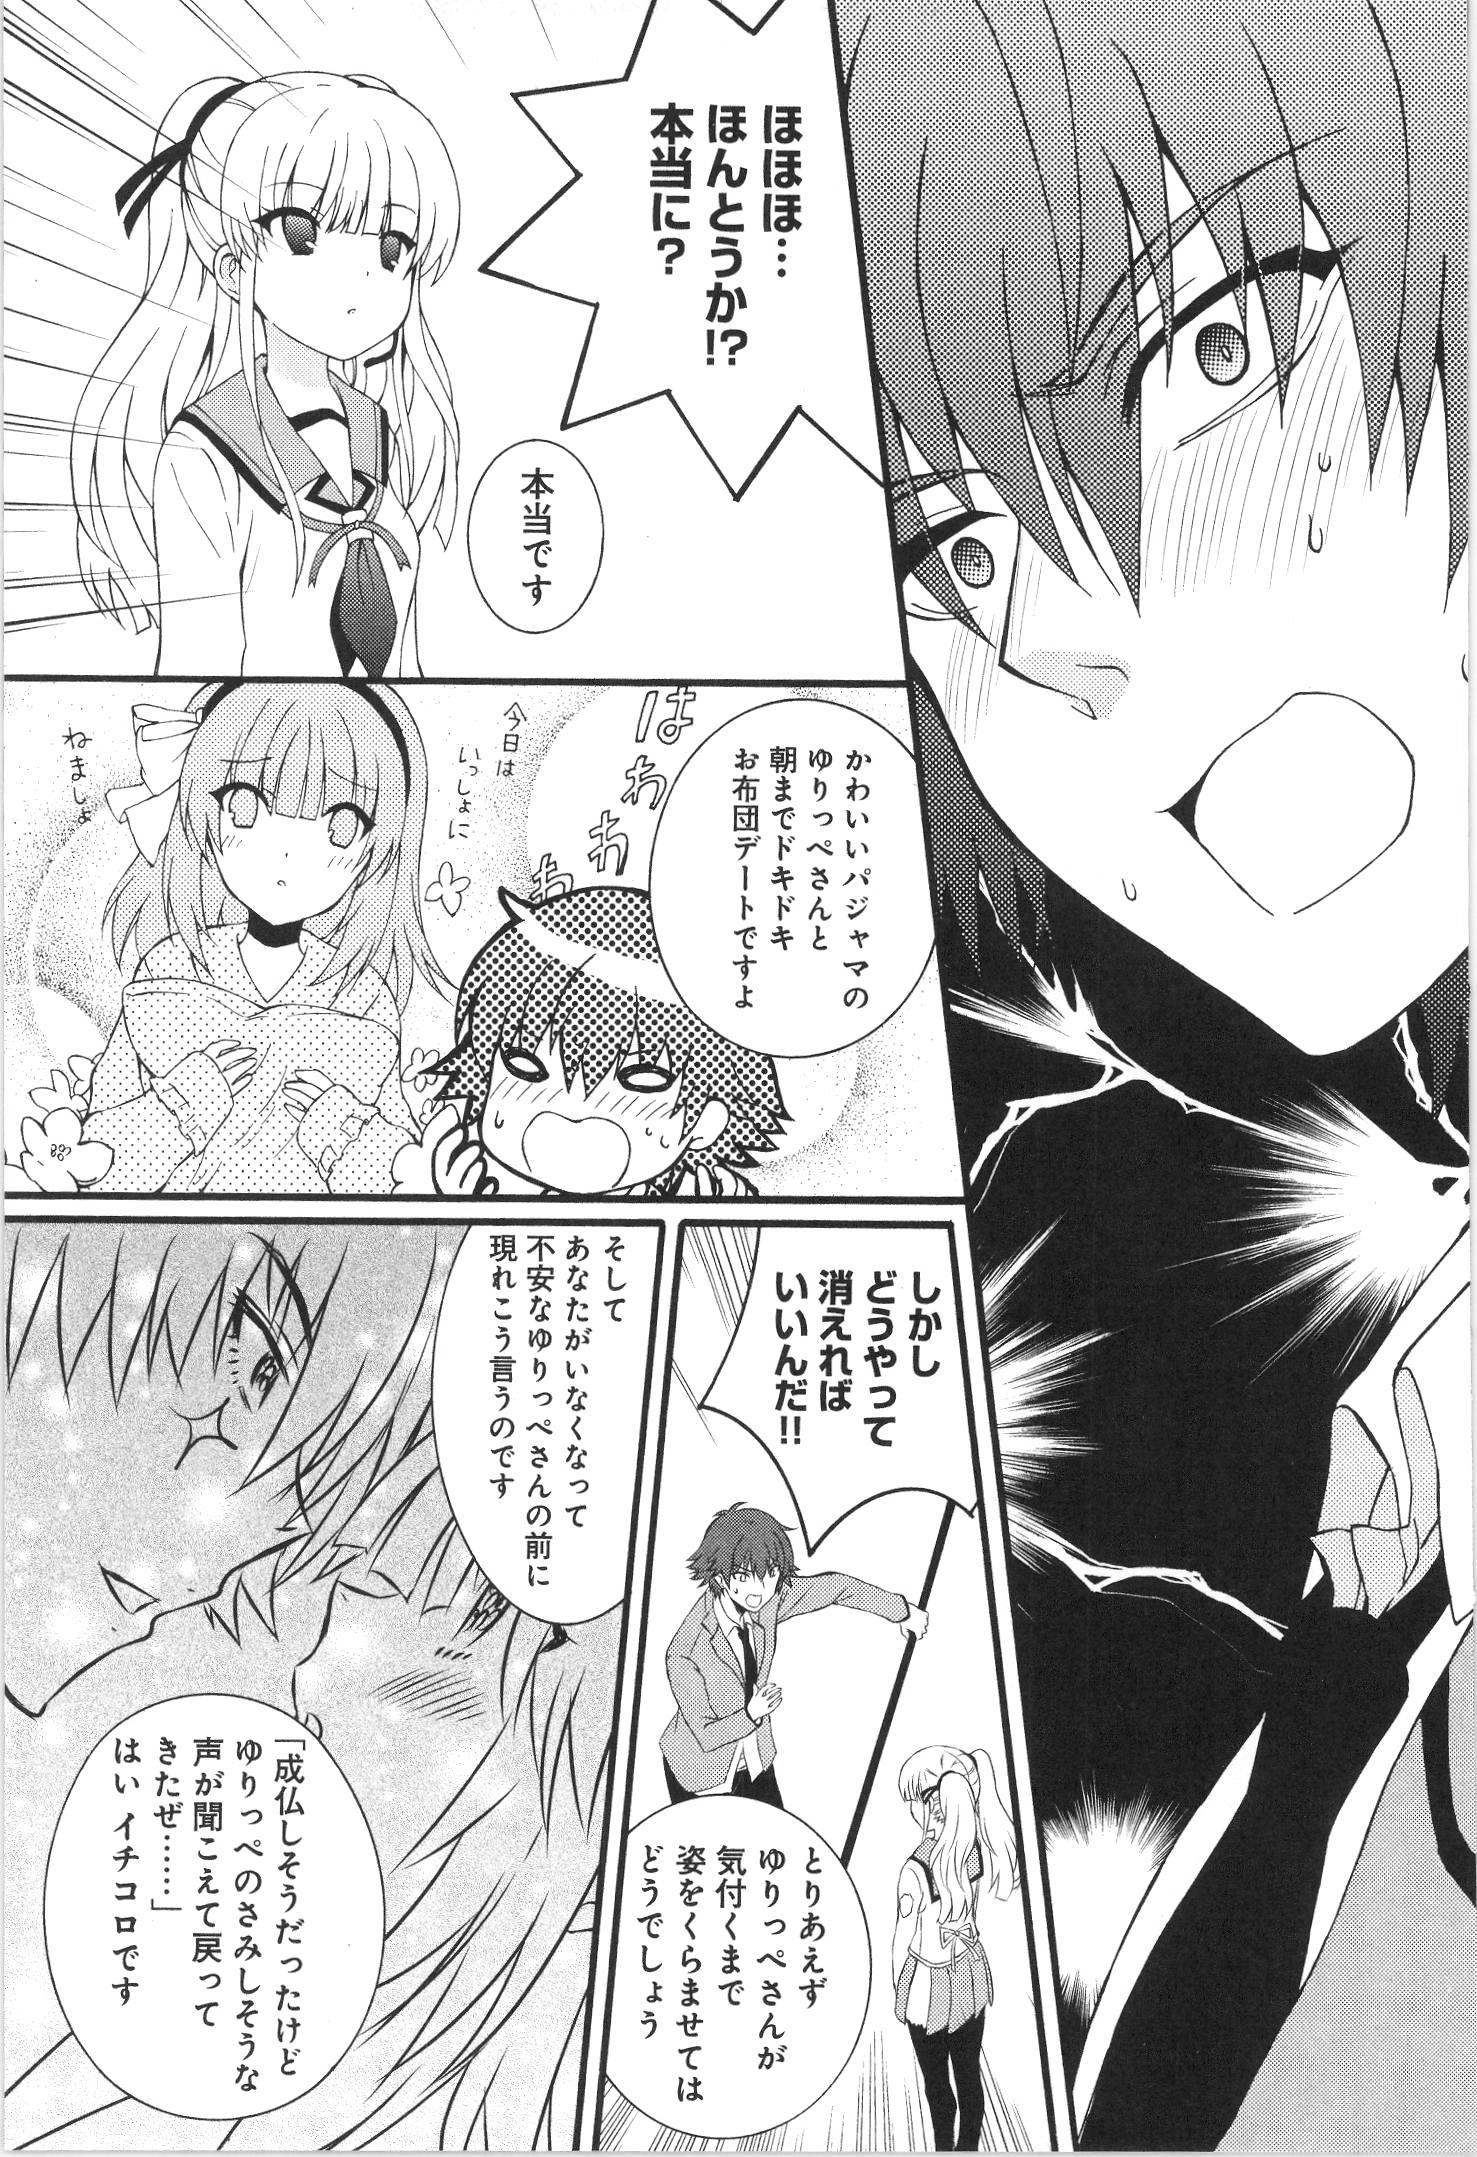 ほほほ…
ほんとうか!?
本当に?
本当です
かわいいパジャマの
ゆりっぺさんと
朝までドキドキ
お布団デートですよ
はわわわわ
今日は
いっしょに
ねましょ
しかし
どうやって
消えれば
いいんだ!!
とりあえず
ゆりっぺさんが
気付くまで
姿をくらませては
どうでしょう
そして
あなたがいなくなって
不安なゆりっぺさんの前に
現れこう言うのです
「成仏しそうだったけど
ゆりっぺのさみしそうな
声が聞こえて戻って
きたぜ……」
はいイチコロです